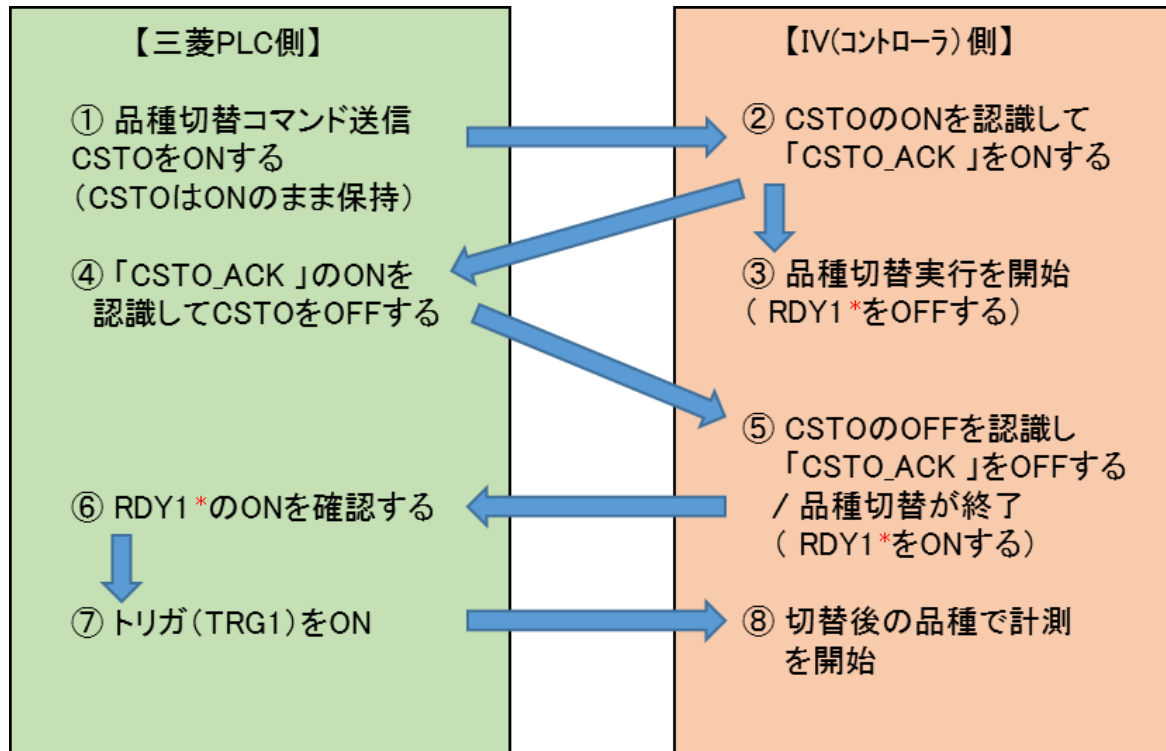 【三菱PLC側】
① 品種切替コマンド送信
CSTOをONする
（CSTOはONのまま保持）
④ 「CSTO_ACK 」のONを
認識してCSTOをOFFする
⑥ RDY1*のONを確認する
⑦ トリガ（TRG1）をON
【IV(コントローラ) 側】
② CSTOのONを認識して
「CSTO_ACK 」をONする
③ 品種切替実行を開始
( RDY1*をOFFする）
⑤ CSTOのOFFを認識し
「CSTO_ACK 」をOFFする
/ 品種切替が終了
( RDY1*をONする）
⑧ 切替後の品種で計測
を開始